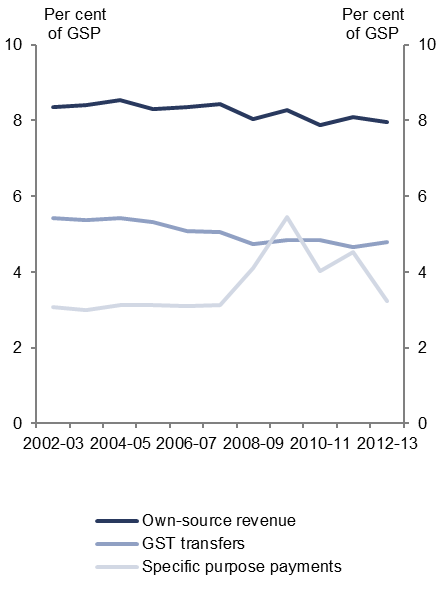 Per cent of GSP Per cent of GSP
10 10
8 8
6 6
4 4
2 2
0 0
2002-03 2004-05 2006-07 2008-09 2010-11 2012-13
Own-source revenue
GST transfers
Specific purpose payments